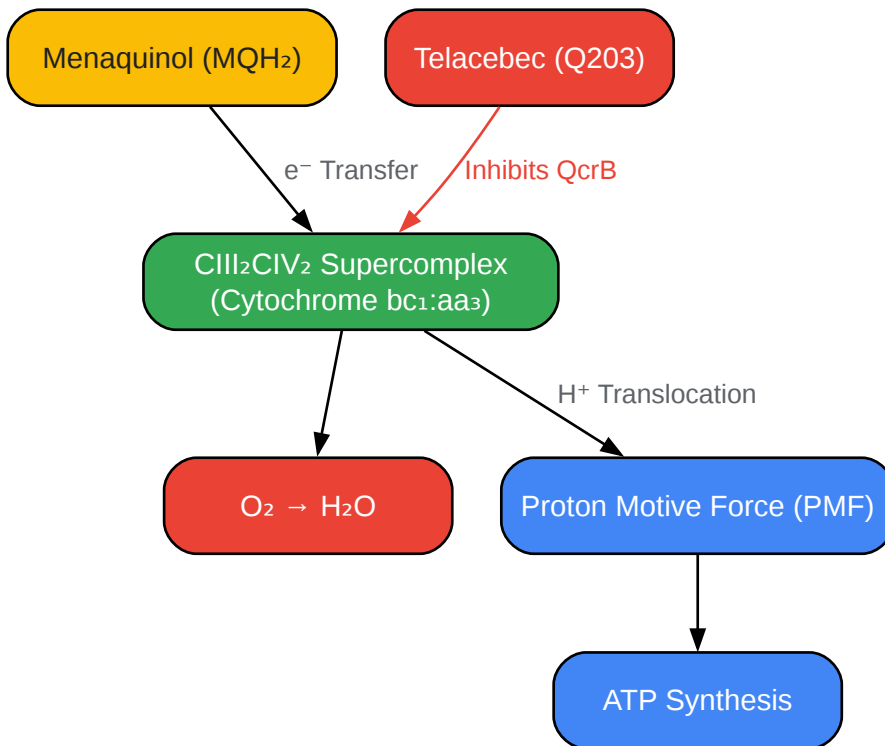 Menaquinol (MQH₂)
Telacebec (Q203)
e⁻ Transfer
Inhibits QcrB
CIII₂CIV₂ Supercomplex
(Cytochrome bc₁:aa₃)
H⁺ Translocation
O₂ → H₂O
Proton Motive Force (PMF)
ATP Synthesis